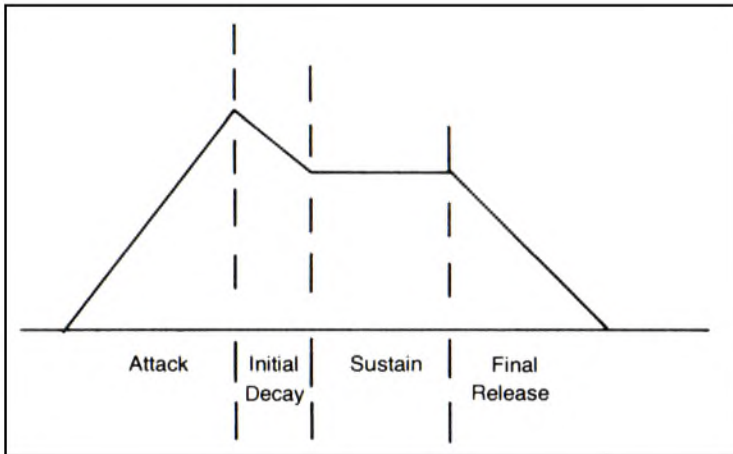 Attack
Initial
Decay
Sustain
Final
Release